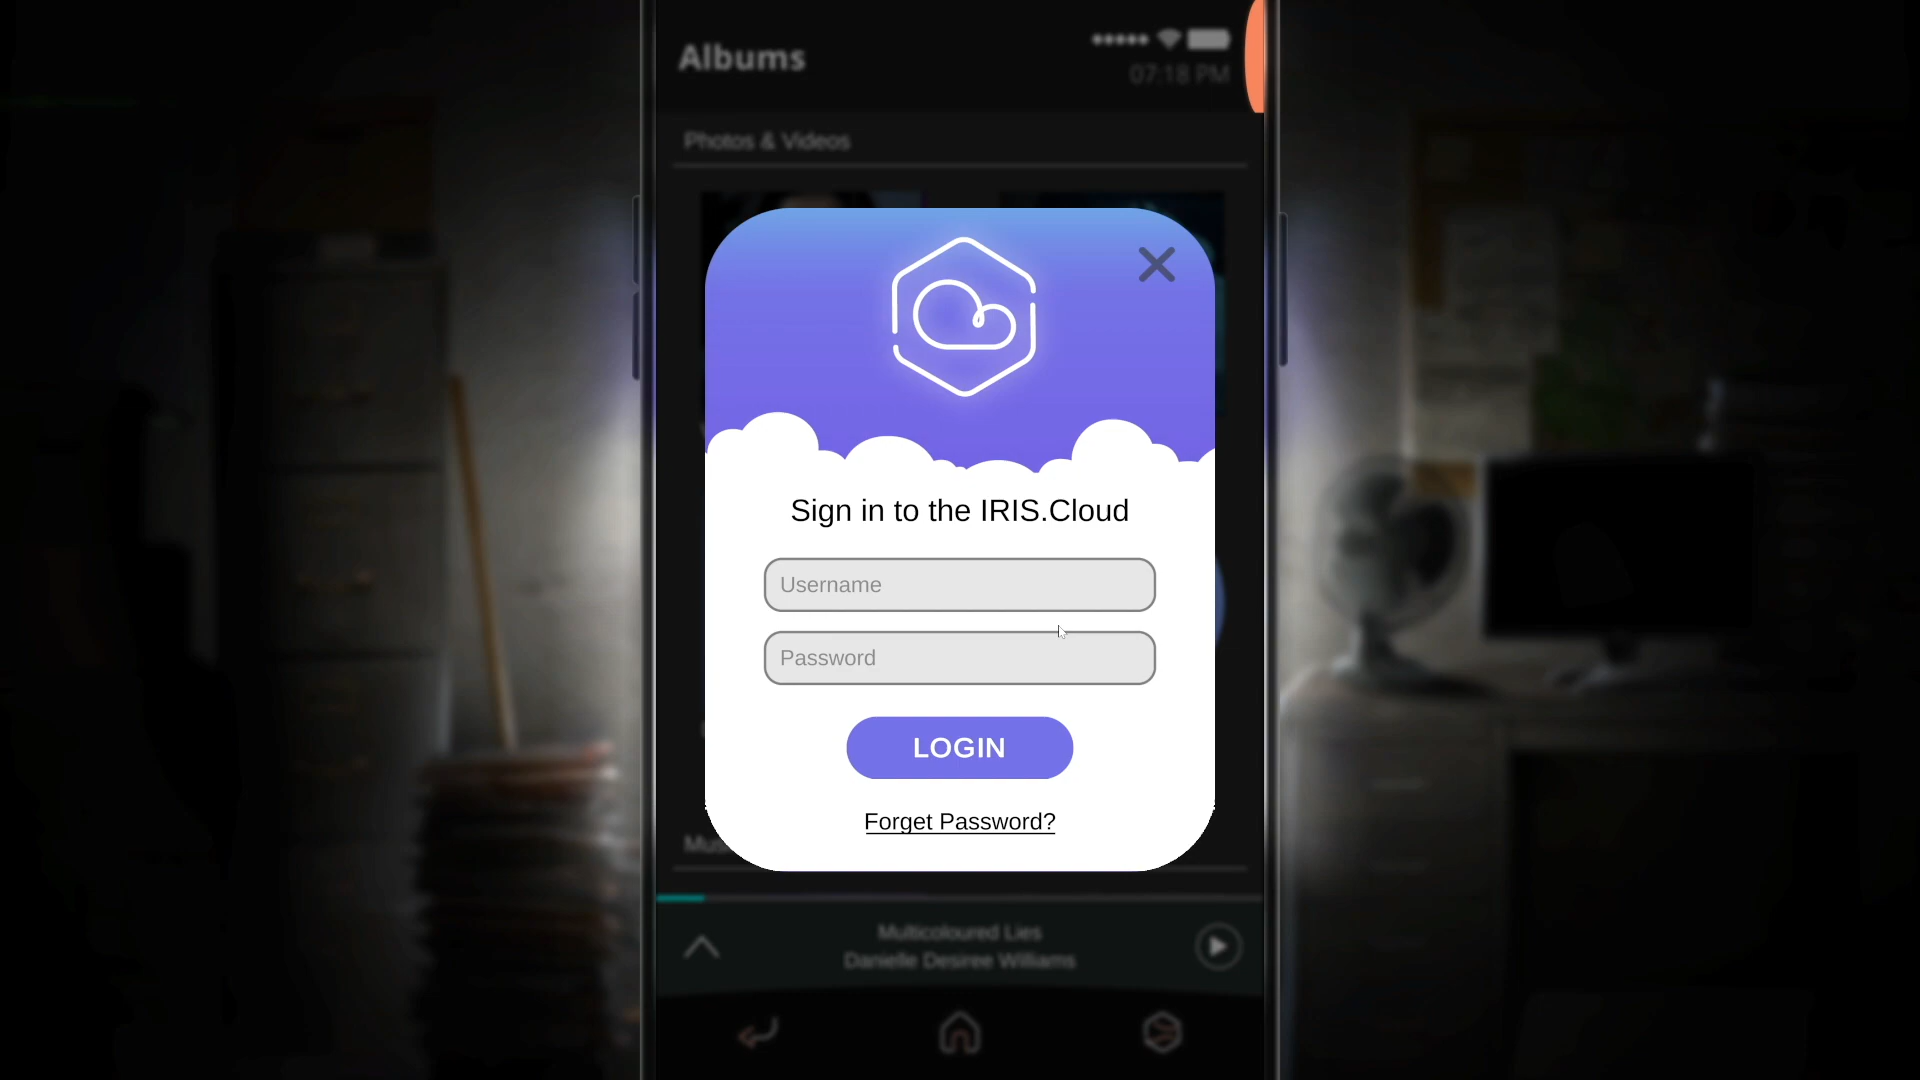 Albums
07:18 PM
Photos & Videos
Sign in to the IRIS.Cloud
Username
Password
LOGIN
Forget Password?
Multicoloured Lies
Danielle Desiree Williams